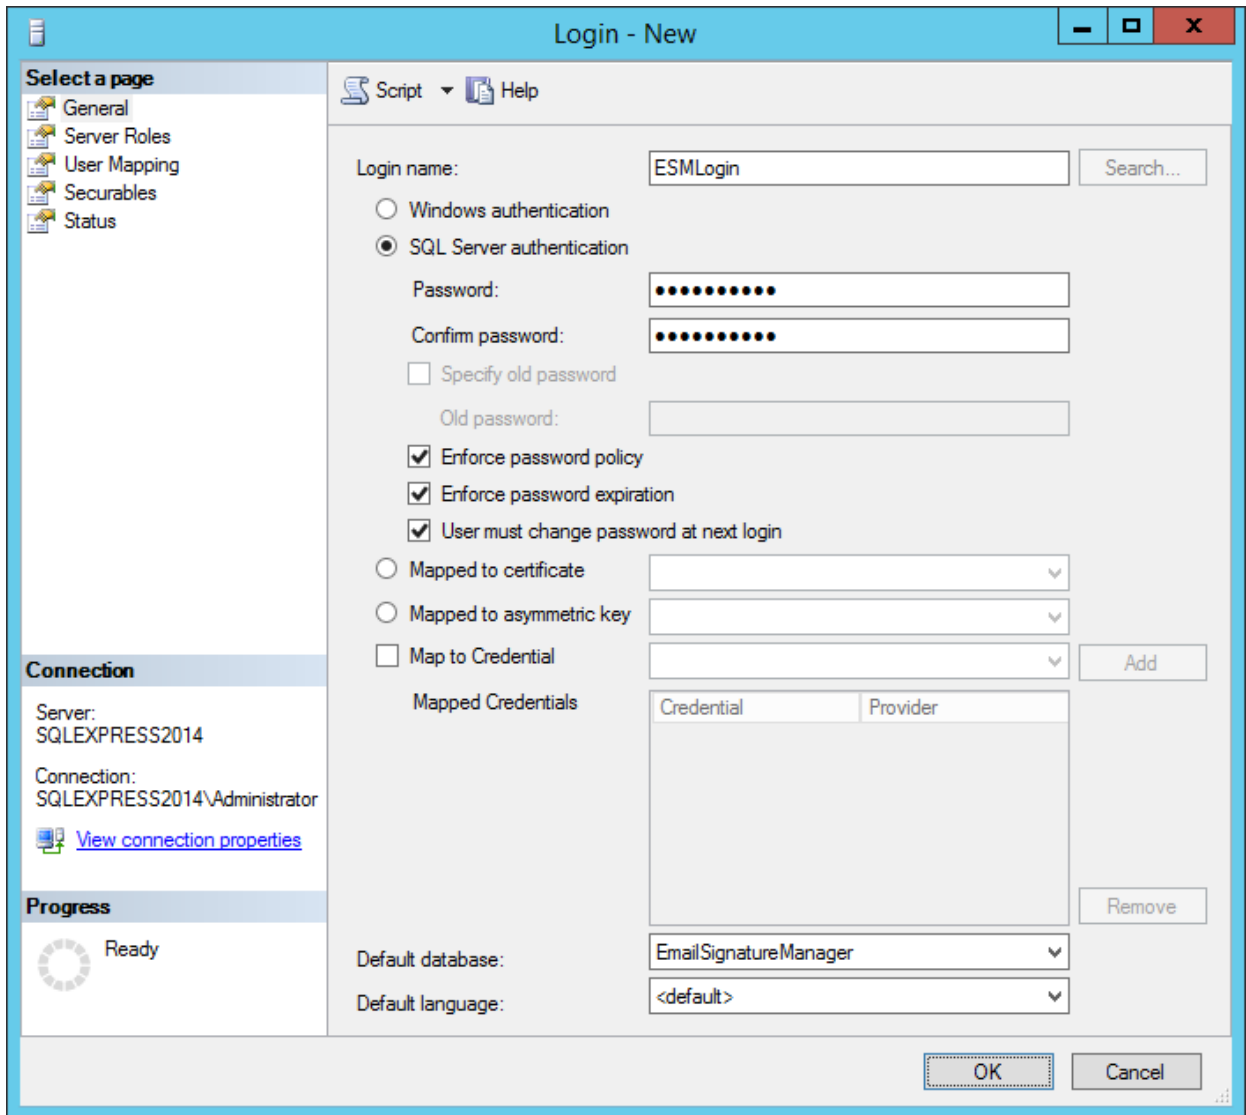 Login - New
Select a page
General
Server Roles
User Mapping
Securables
Status
Script
Help
Login name:
ESMLogin
Search...
Windows authentication
SQL Server authentication
Password:
••••••••••
Confirm password:
••••••••••
Specify old password
Old password:
Enforce password policy
Enforce password expiration
User must change password at next login
Mapped to certificate
Mapped to asymmetric key
Map to Credential
Add
Mapped Credentials
Credential
Provider
Remove
Default database:
EmailSignatureManager
Default language:
<default>
Connection
Server:
SQLEXPRESS2014
Connection:
SQLEXPRESS2014\Administrator
View connection properties
Progress
Ready
OK
Cancel